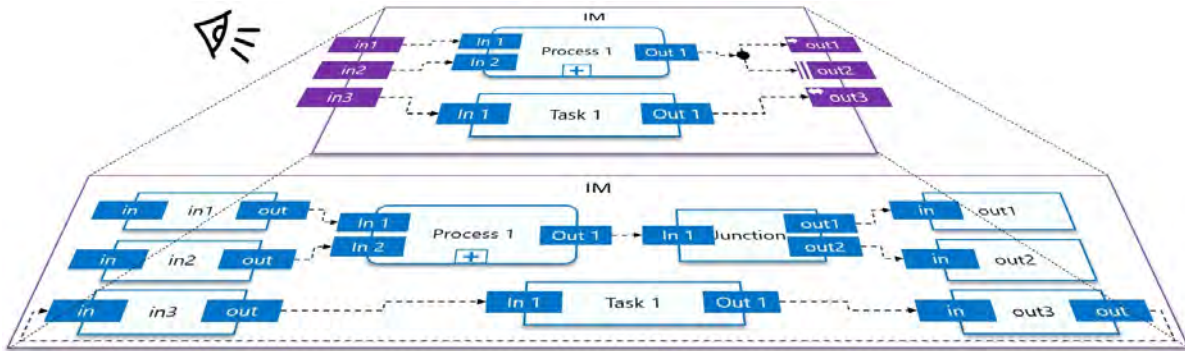 IM
in1 In 1 Process 1 Out 1 out1
in2 In 2 out2
in3 In 1 Task 1 Out 1 out3
IM
in in1 out In 1 Process 1 Out 1 In 1 Junction out1 in out1
in in2 out In 2 out2 in out2
in in3 out In 1 Task 1 Out 1 in out3 out